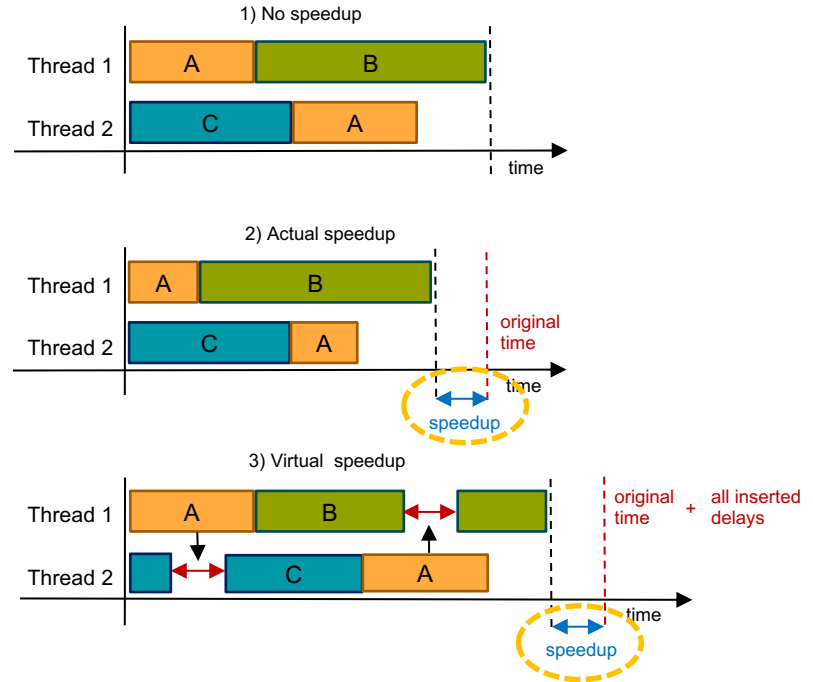 1) No speedup
Thread 1
A
B
Thread 2
C
A
time
2) Actual speedup
Thread 1
A
B
Thread 2
C
A
original
time
time
speedup
3) Virtual speedup
Thread 1
A
B
original
time
+
all inserted
delays
Thread 2
C
A
time
speedup